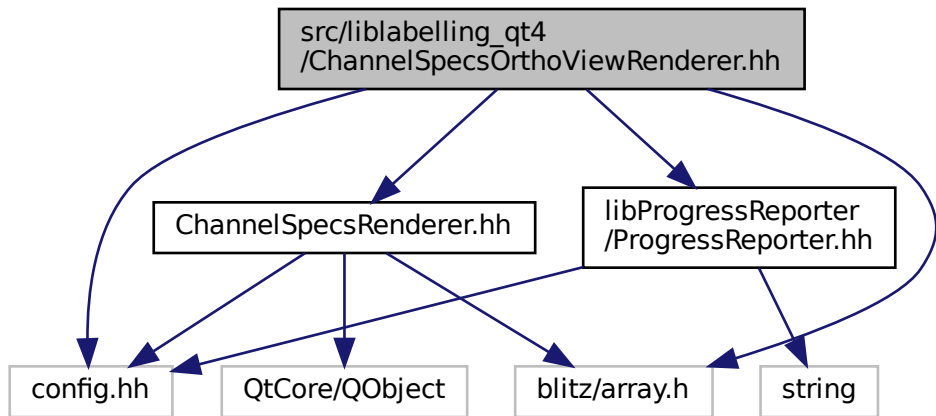 src/liblabelling_qt4
/ChannelSpecsOrthoViewRenderer.hh
ChannelSpecsRenderer.hh
libProgressReporter
/ProgressReporter.hh
config.hh
QtCore/QObject
blitz/array.h
string